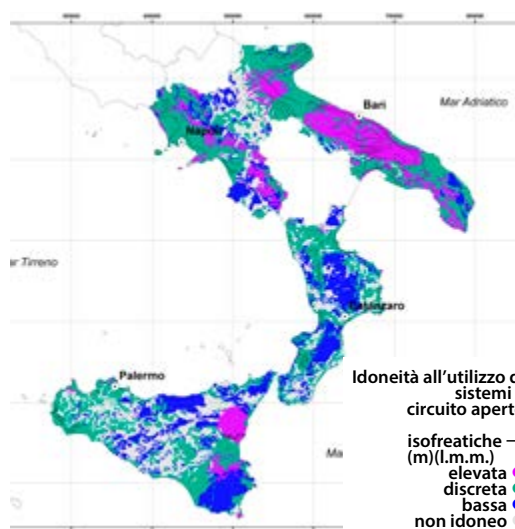 Bari
Mar Adriatico
Napoli
ar Tirreno
Catanzaro
Palermo
Ma
Idoneità all'utilizzo d
sistemi
circuito aperto
isofreatiche
(m)(l.m.m.)
elevata
discreta
bassa
non idoneo